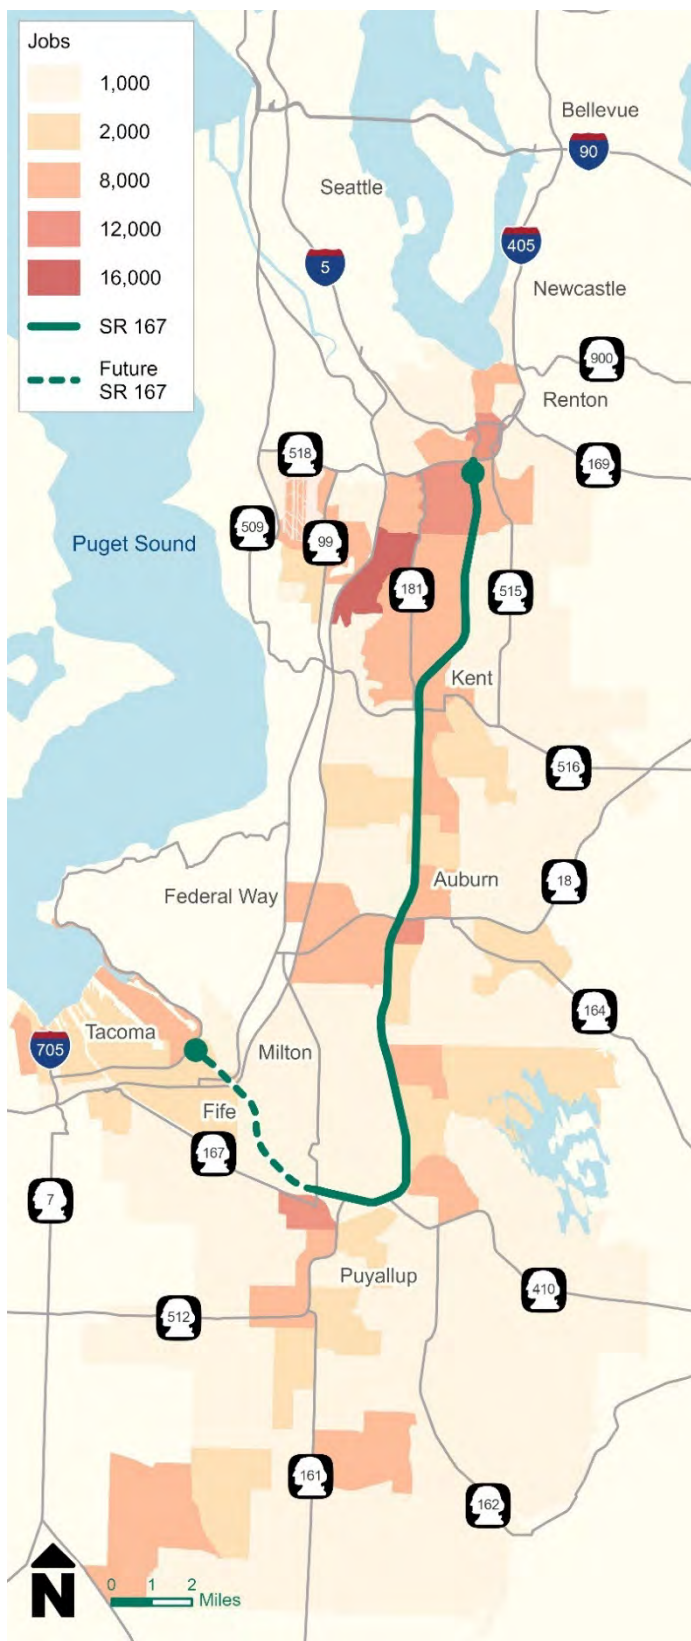 Jobs
1,000
2,000
8,000
12,000
16,000
SR 167
Future
SR 167
Bellevue
90
Seattle
405
5
Newcastle
900
Renton
518
169
509
99
Puget Sound
181
515
Kent
516
Auburn
18
Federal Way
164
Tacoma
705
Milton
Fife
167
7
Puyallup
410
512
161
162
N
0 1 2
Miles